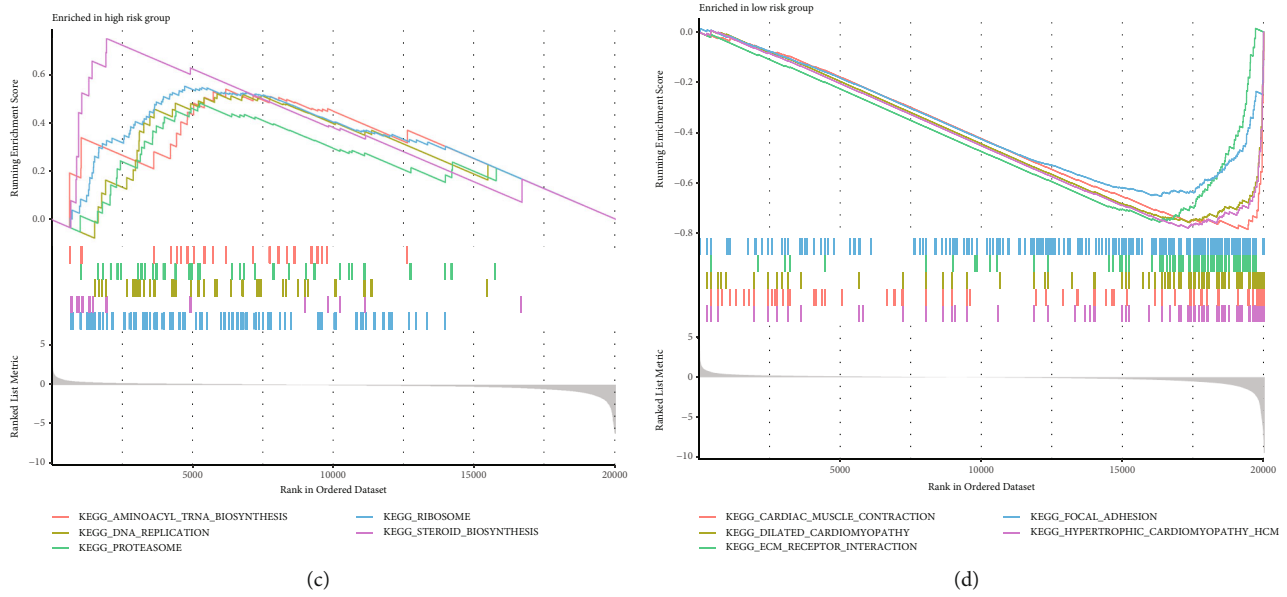 Enriched in high risk group
Running Enrichment Score
0.6
0.4
0.2
0.0
Ranked List Metric
5
0
−5
−10
5000 10000 15000 20000
Rank in Ordered Dataset
KEGG_AMINOACYL_TRNA_BIOSYNTHESIS
KEGG_DNA_REPLICATION
KEGG_PROTEASOME
KEGG_RIBOSOME
KEGG_STEROID_BIOSYNTHESIS
(c)
Enriched in low risk group
Running Enrichment Score
0.0
−0.2
−0.4
−0.6
−0.8
Ranked List Metric
5
0
−5
−10
5000 10000 15000 20000
Rank in Ordered Dataset
KEGG_CARDIAC_MUSCLE_CONTRACTION
KEGG_DILATED_CARDIOMYOPATHY
KEGG_ECM_RECEPTOR_INTERACTION
KEGG_FOCAL_ADHESION
KEGG_HYPERTROPHIC_CARDIOMYOPATHY_HCM
(d)